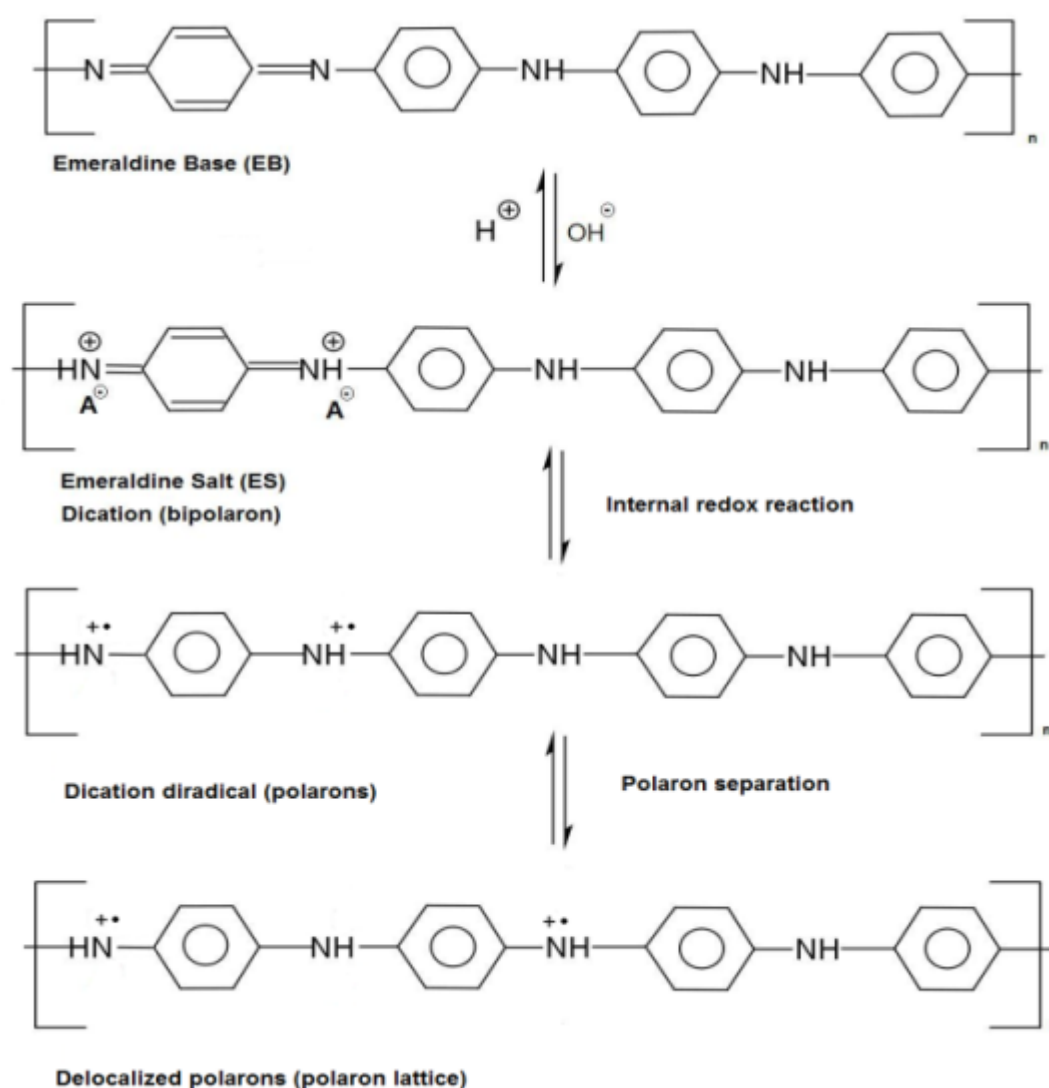 N N NH NH
n
Emeraldine Base (EB)
H⊕ OH⊖
HN⊕ NH⊕ NH NH
A⊖ A⊖
n
Emeraldine Salt (ES)
Dication (bipolaron)
Internal redox reaction
+• +•
HN NH NH NH
n
Dication diradical (polarons)
Polaron separation
+• +•
HN NH NH NH
Delocalized polarons (polaron lattice)